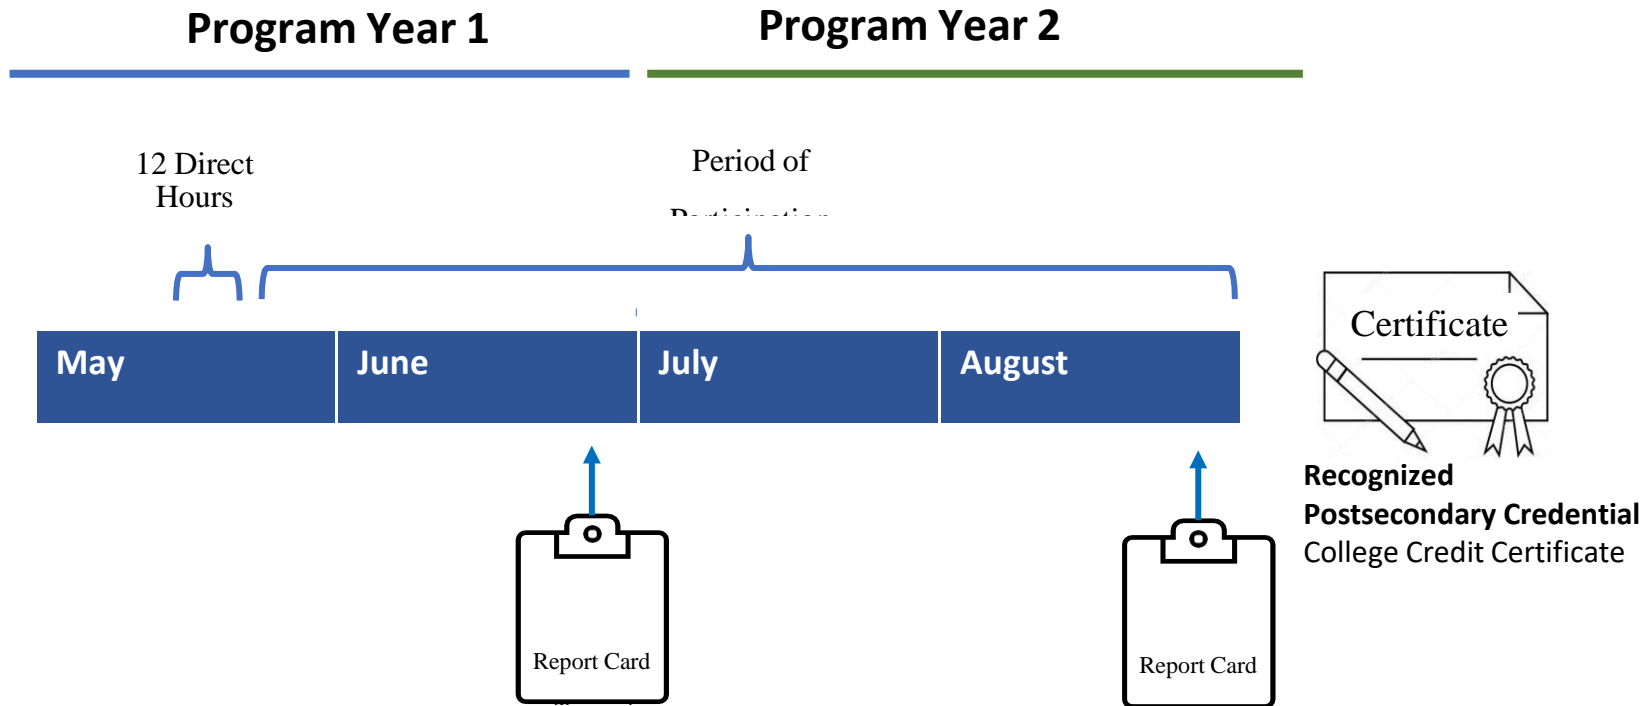 Program Year 1
Program Year 2
12 Direct
Hours
Period of
May
June
July
August
Certificate
Recognized
Postsecondary Credential
College Credit Certificate
Report Card
Report Card